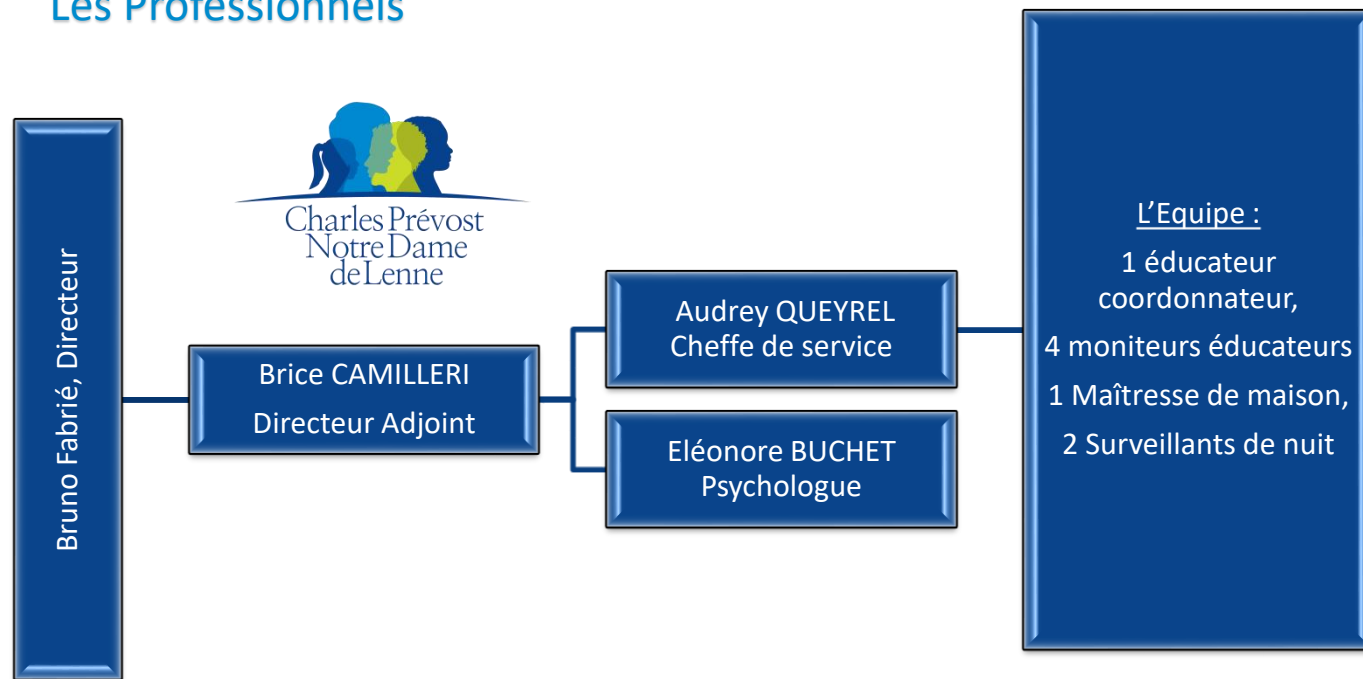 Les Professionnels
Charles Prévost
Notre Dame
de Lenne
Bruno Fabrié, Directeur
Brice CAMILLERI
Directeur Adjoint
Audrey QUEYREL
Cheffe de service
Eléonore BUCHET
Psychologue
L'Equipe :
1 éducateur
coordonnateur,
4 moniteurs éducateurs
1 Maîtresse de maison,
2 Surveillants de nuit